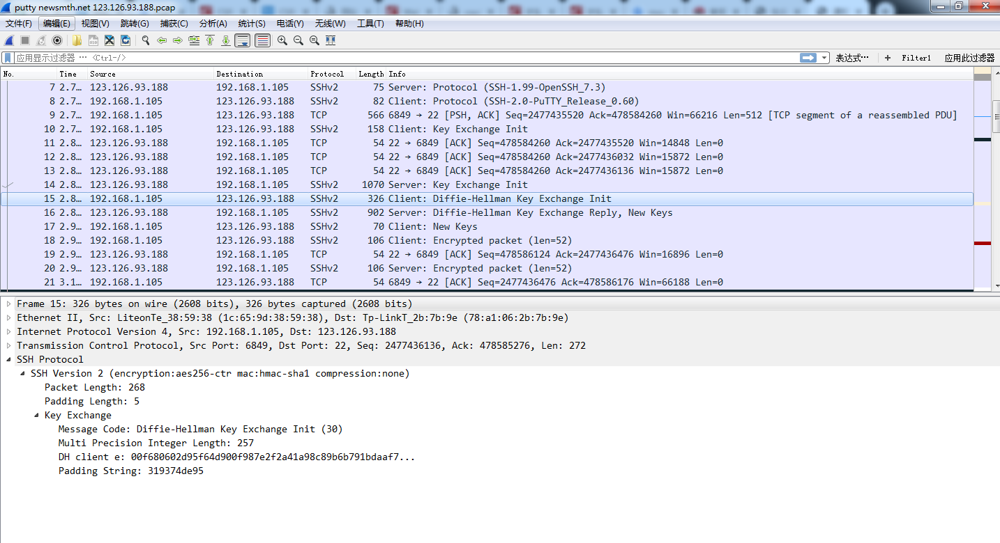 putty newsmth.net 123.126.93.188.pcap
文件(F) 编辑(E) 视图(V) 跳转(G) 捕获(C) 分析(A) 统计(S) 电话(Y) 无线(W) 工具(T) 帮助(H)
应用显示过滤器 … <Ctrl-/> 表达式… + Filter1 应用此过滤器
No. Time Source Destination Protocol Length Info
7 2.7… 123.126.93.188 192.168.1.105 SSHv2 75 Server: Protocol (SSH-1.99-OpenSSH_7.3)
8 2.7… 192.168.1.105 123.126.93.188 SSHv2 82 Client: Protocol (SSH-2.0-PuTTY_Release_0.60)
9 2.7… 192.168.1.105 123.126.93.188 TCP 566 6849 → 22 [PSH, ACK] Seq=2477435520 Ack=478584260 Win=66216 Len=512 [TCP segment of a reassembled PDU]
10 2.7… 192.168.1.105 123.126.93.188 SSHv2 158 Client: Key Exchange Init
11 2.8… 123.126.93.188 192.168.1.105 TCP 54 22 → 6849 [ACK] Seq=478584260 Ack=2477435520 Win=14848 Len=0
12 2.8… 123.126.93.188 192.168.1.105 TCP 54 22 → 6849 [ACK] Seq=478584260 Ack=2477436032 Win=15872 Len=0
13 2.8… 123.126.93.188 192.168.1.105 TCP 54 22 → 6849 [ACK] Seq=478584260 Ack=2477436136 Win=15872 Len=0
14 2.8… 123.126.93.188 192.168.1.105 SSHv2 1070 Server: Key Exchange Init
15 2.8… 192.168.1.105 123.126.93.188 SSHv2 326 Client: Diffie-Hellman Key Exchange Init
16 2.8… 123.126.93.188 192.168.1.105 SSHv2 902 Server: Diffie-Hellman Key Exchange Reply, New Keys
17 2.9… 192.168.1.105 123.126.93.188 SSHv2 70 Client: New Keys
18 2.9… 192.168.1.105 123.126.93.188 SSHv2 106 Client: Encrypted packet (len=52)
19 2.9… 123.126.93.188 192.168.1.105 TCP 54 22 → 6849 [ACK] Seq=478586124 Ack=2477436476 Win=16896 Len=0
20 2.9… 123.126.93.188 192.168.1.105 SSHv2 106 Server: Encrypted packet (len=52)
21 3.1… 192.168.1.105 123.126.93.188 TCP 54 6849 → 22 [ACK] Seq=2477436476 Ack=478586176 Win=66188 Len=0
Frame 15: 326 bytes on wire (2608 bits), 326 bytes captured (2608 bits)
Ethernet II, Src: LiteonTe_38:59:38 (1c:65:9d:38:59:38), Dst: Tp-LinkT_2b:7b:9e (78:a1:06:2b:7b:9e)
Internet Protocol Version 4, Src: 192.168.1.105, Dst: 123.126.93.188
Transmission Control Protocol, Src Port: 6849, Dst Port: 22, Seq: 2477436136, Ack: 478585276, Len: 272
SSH Protocol
SSH Version 2 (encryption:aes256-ctr mac:hmac-sha1 compression:none)
Packet Length: 268
Padding Length: 5
Key Exchange
Message Code: Diffie-Hellman Key Exchange Init (30)
Multi Precision Integer Length: 257
DH client e: 00f680602d95f64d900f987e2f2a41a98c89b6b791bdaaf7...
Padding String: 319374de95